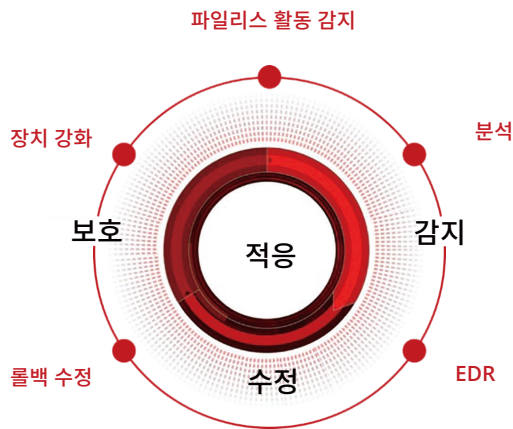 파일리스 활동 감지
장치 강화
분석
보호
감지
적응
롤백 수정
수정
EDR